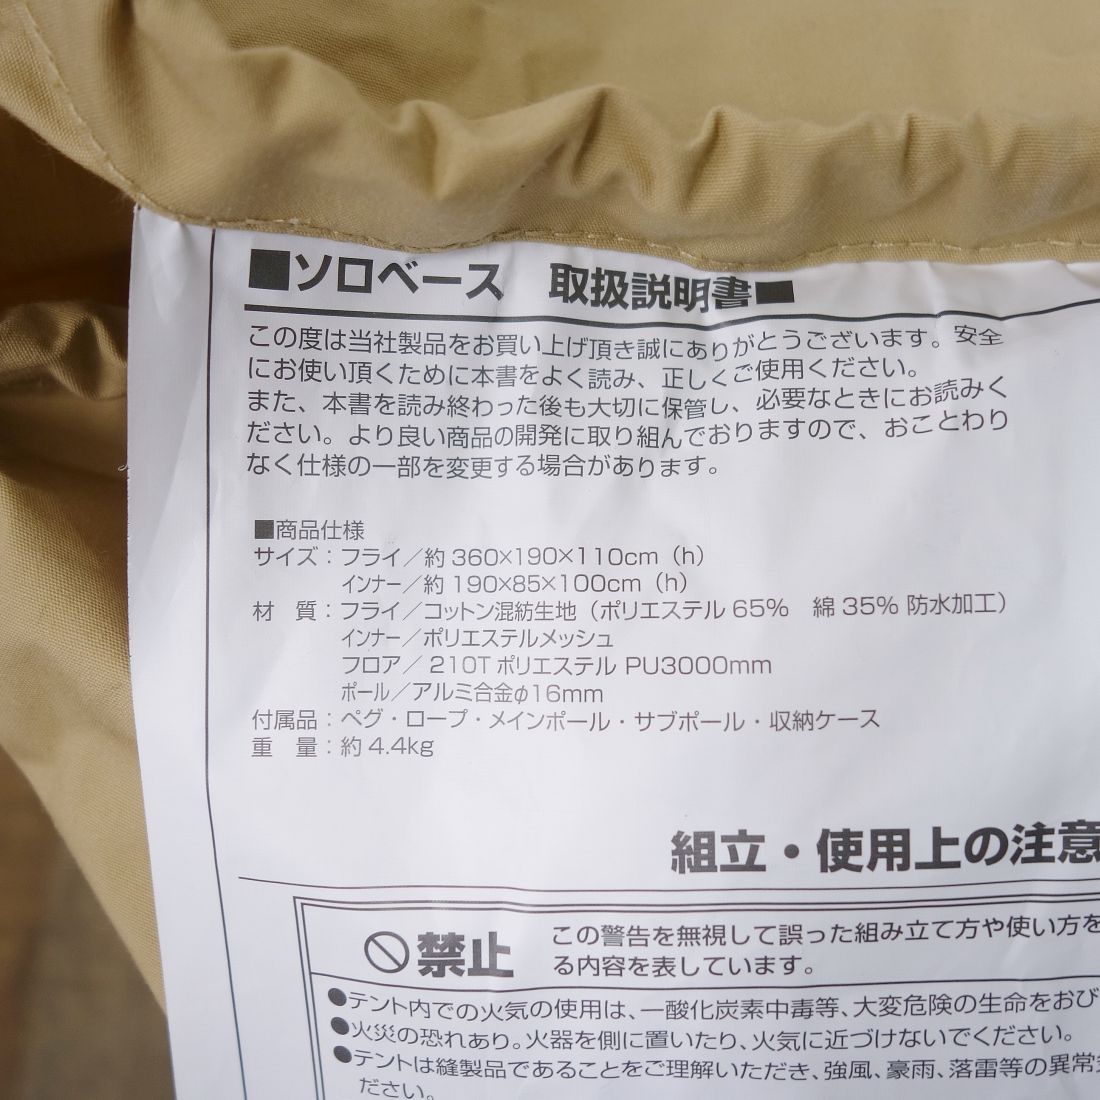 ■ソロベース 取扱説明書■
この度は当社製品をお買い上げ頂き誠にありがとうございます。安全
にお使い頂くために本書をよく読み、正しくご使用ください。
また、本書を読み終わった後も大切に保管し、必要なときにお読みく
ださい。より良い商品の開発に取り組んでおりますので、おことわり
なく仕様の一部を変更する場合があります。
■商品仕様
サイズ：フライ／約360×190×110cm（h）
インナー／約190×85×100cm（h）
材 質：フライ／コットン混紡生地（ポリエステル65% 綿35% 防水加工）
インナー／ポリエステルメッシュ
フロア／210Tポリエステル PU3000mm
ポール／アルミ合金φ16mm
付属品：ペグ・ロープ・メインポール・サブポール・収納ケース
重 量：約4.4kg
組立・使用上の注意
禁止
この警告を無視して誤った組み立て方や使い方を
る内容を表しています。
●テント内での火気の使用は、一酸化炭素中毒等、大変危険の生命をおび
●火災の恐れあり。火器を側に置いたり、火気に近づけないでください。
●テントは縫製品であることをご理解いただき、強風、豪雨、落雷等の異常
ださい。